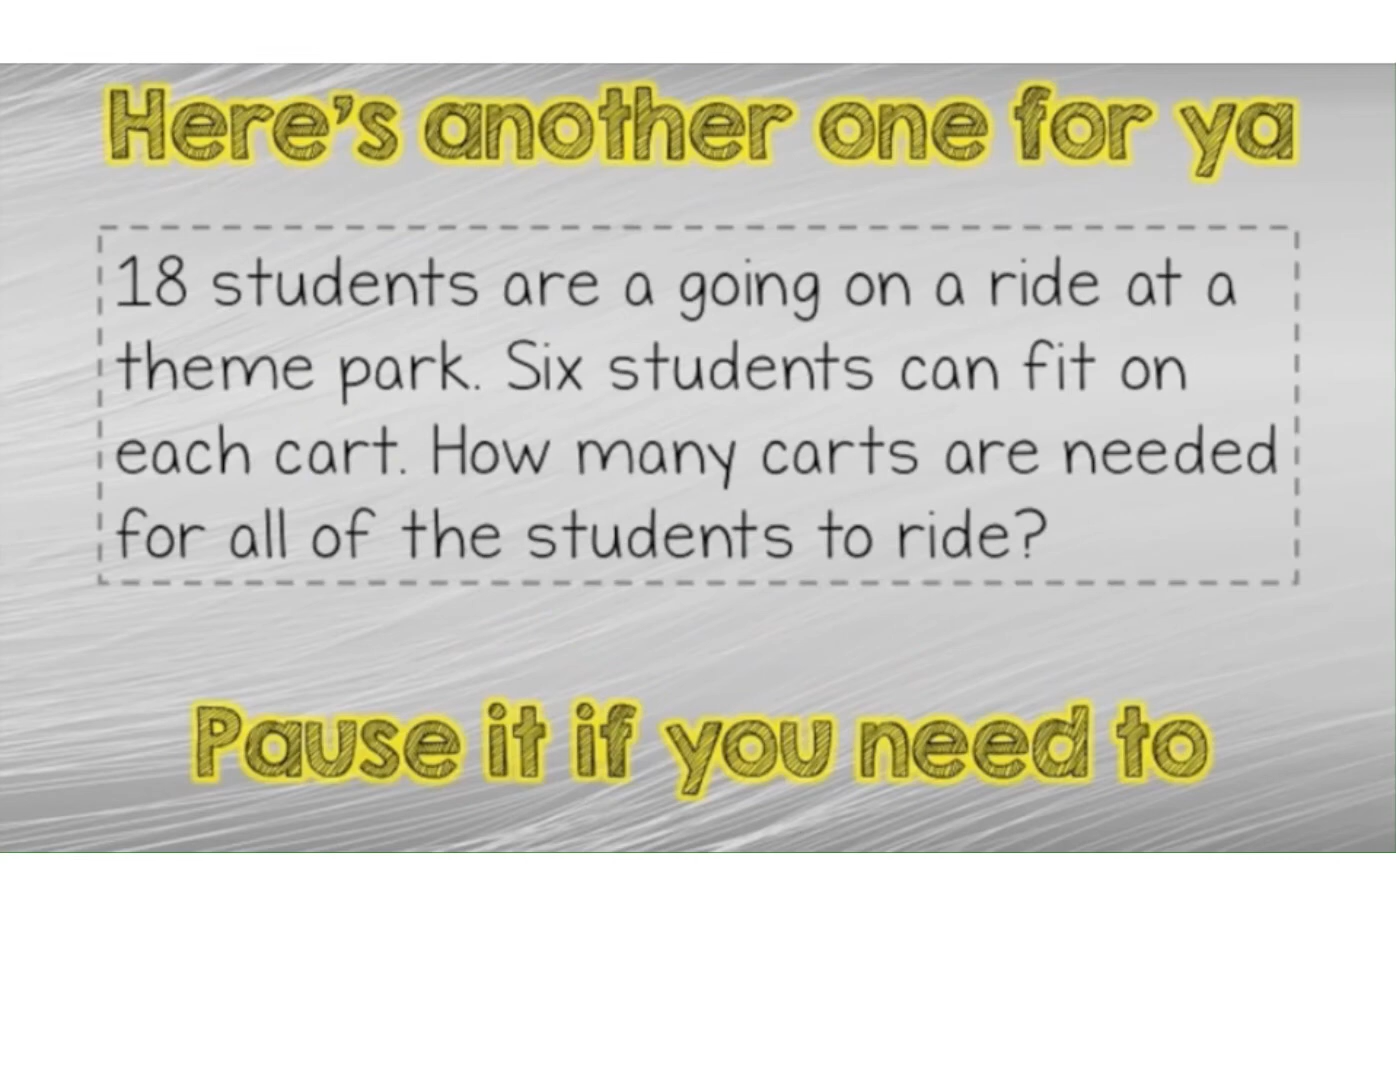 Here's another one for ya
18 students are a going on a ride at a
theme park. Six students can fit on
each cart. How many carts are needed
for all of the students to ride?
Pause it if you need to